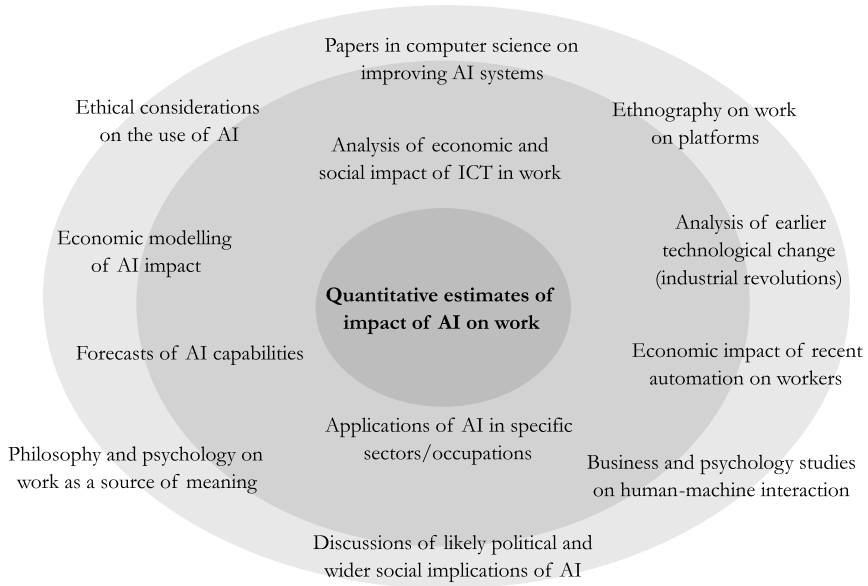 Papers in computer science on
improving AI systems
Ethical considerations
on the use of AI
Ethnography on work
on platforms
Analysis of economic and
social impact of ICT in work
Economic modelling
of AI impact
Analysis of earlier
technological change
(industrial revolutions)
Quantitative estimates of
impact of AI on work
Forecasts of AI capabilities
Economic impact of recent
automation on workers
Applications of AI in specific
sectors/occupations
Philosophy and psychology on
work as a source of meaning
Business and psychology studies
on human-machine interaction
Discussions of likely political and
wider social implications of AI